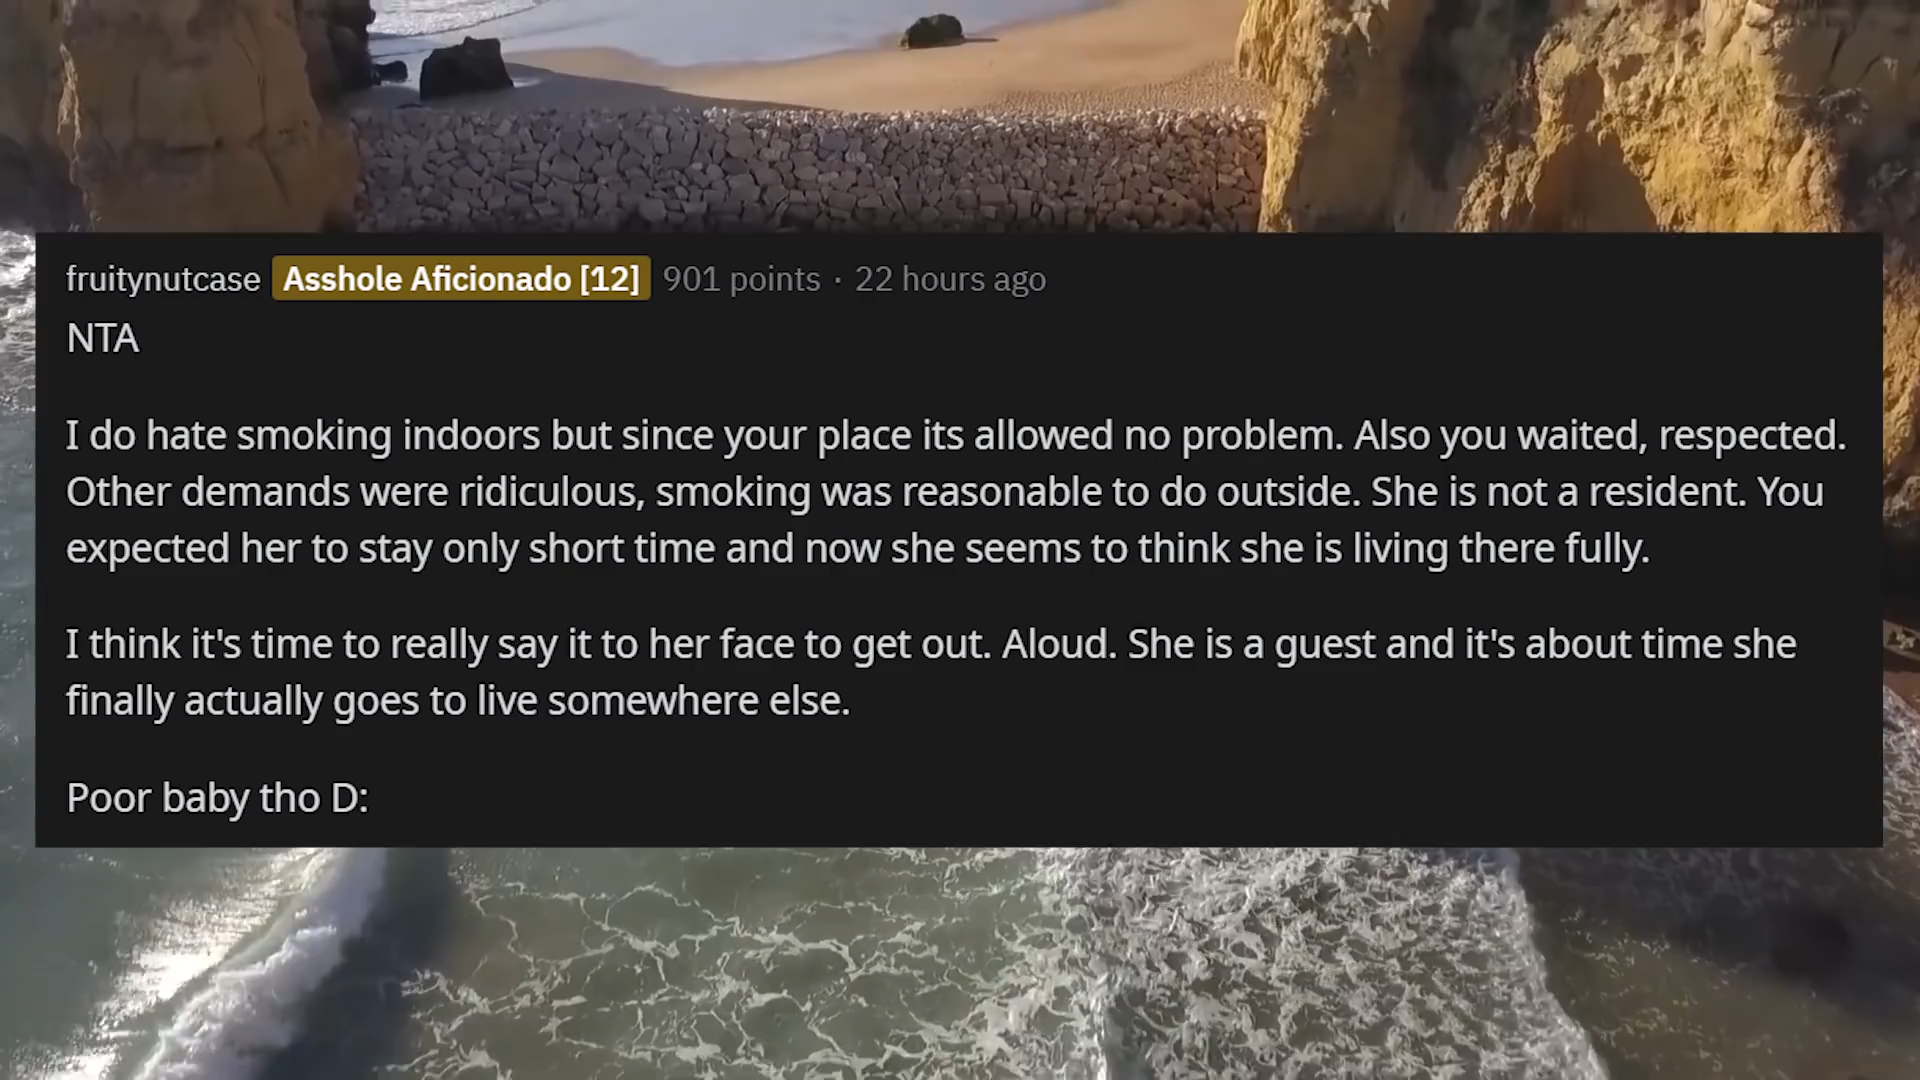 fruitynutcase Asshole Aficionado [12] 901 points · 22 hours ago
NTA
I do hate smoking indoors but since your place its allowed no problem. Also you waited, respected.
Other demands were ridiculous, smoking was reasonable to do outside. She is not a resident. You
expected her to stay only short time and now she seems to think she is living there fully.
I think it's time to really say it to her face to get out. Aloud. She is a guest and it's about time she
finally actually goes to live somewhere else.
Poor baby tho D: